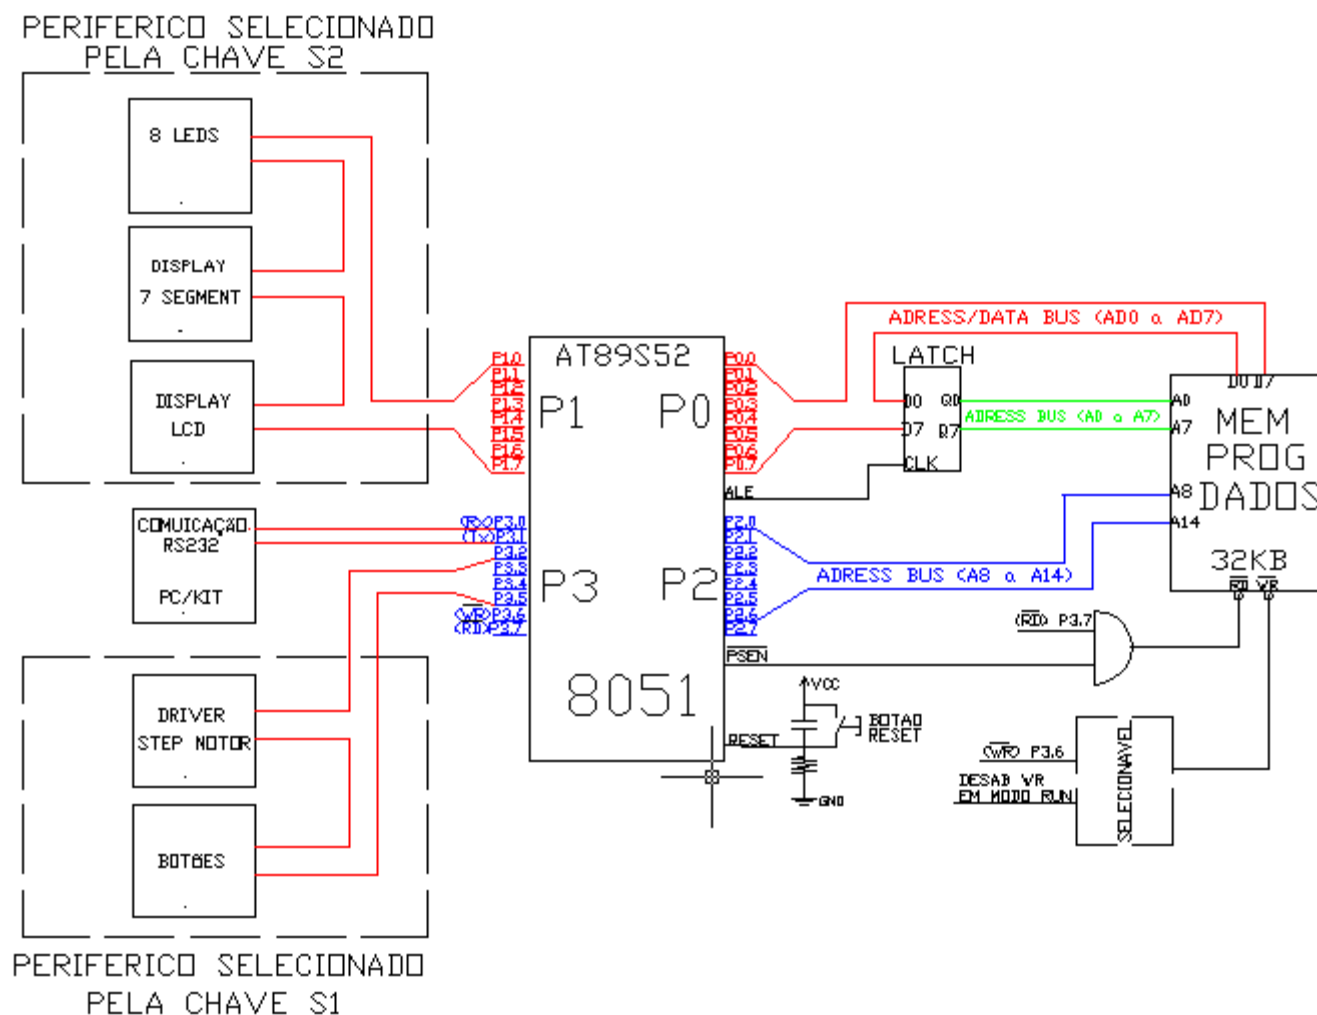 PERIFERICO SELECIONADO
PELA CHAVE S2
8 LEDS
DISPLAY
7 SEGMENT
DISPLAY
LCD
COMUICAÇÃO
RS232
PC/KIT
DRIVER
STEP NOTOR
BOTÕES
PERIFERICO SELECIONADO
PELA CHAVE S1
AT89S52
P1
P0
P3
P2
8051
P1.0
P1.1
P1.2
P1.3
P1.4
P1.5
P1.6
P1.7
(Rx)P3.0
(Tx)P3.1
P3.2
P3.3
P3.4
P3.5
(WR)P3.6
(RD)P3.7
P0.0
P0.1
P0.2
P0.3
P0.4
P0.5
P0.6
P0.7
ALE
P2.0
P2.1
P2.2
P2.3
P2.4
P2.5
P2.6
P2.7
PSEN
RESET
VCC
BOTAO
RESET
GND
ADRESS/DATA BUS (AD0 a AD7)
LATCH
D0 Q0
D7 Q7
CLK
ADRESS BUS (A0 a A7)
ADRESS BUS (A8 a A14)
D0 D7
A0
A7
MEM
PROG
DADOS
A8
A14
32KB
RD WR
(RD) P3.7
(WR) P3.6
DESAB WR
EM MODO RUN
SELECIONAVEL